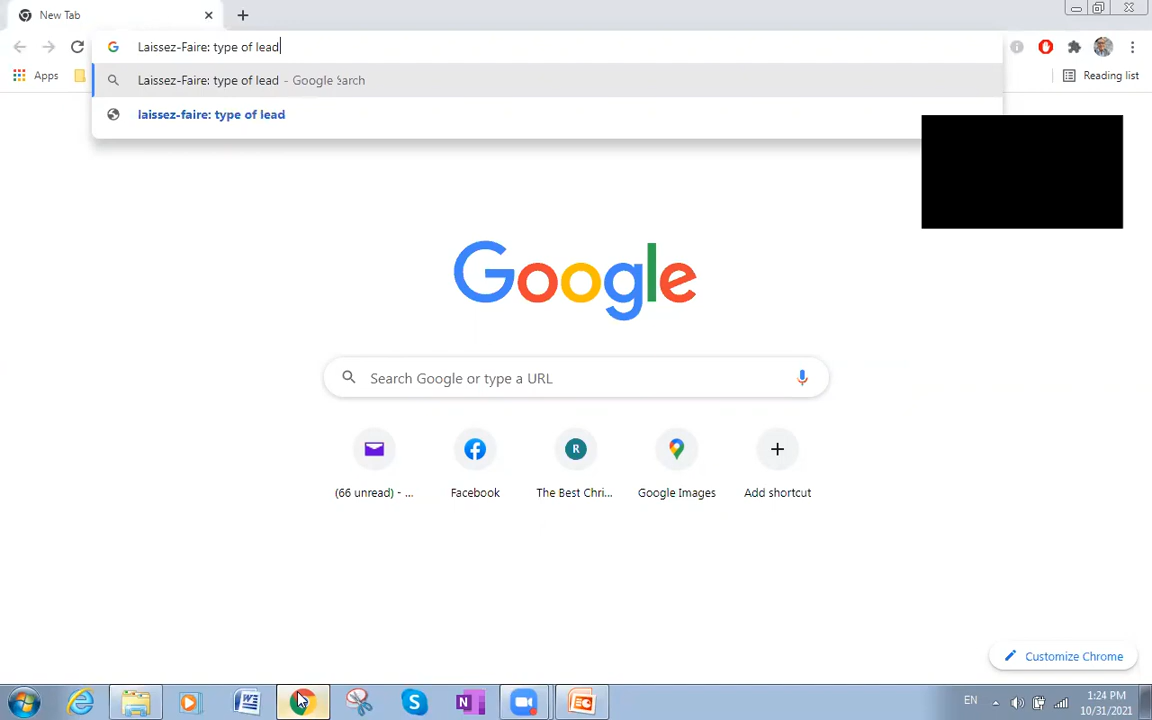 New Tab
Laissez-Faire: type of lead
Apps
Reading list
Laissez-Faire: type of lead - Google Search
laissez-faire: type of lead
Google
Search Google or type a URL
R
(66 unread) - ...
Facebook
The Best Chri...
Google Images
Add shortcut
Customize Chrome
EN
1:24 PM
10/31/2021